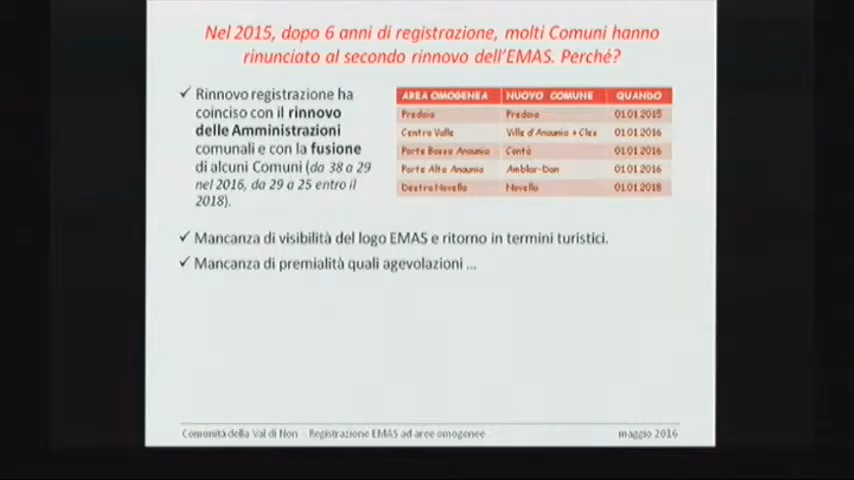 Nel 2015, dopo 6 anni di registrazione, molti Comuni hanno
rinunciato al secondo rinnovo dell'EMAS. Perché?
✓ Rinnovo registrazione ha
coinciso con il rinnovo
delle Amministrazioni
comunali e con la fusione
di alcuni Comuni (da 38 a 29
nel 2016, da 29 a 25 entro il
2018).
AREA OMOGENEA NUOVO COMUNE QUANDO
Predaia Predaia 01.01.2015
Centro Valle Ville d'Anaunia + Cles 01.01.2016
Parte Bassa Anaunia Contà 01.01.2016
Parte Alta Anaunia Amblar-Don 01.01.2016
Destra Novella Novella 01.01.2018
✓ Mancanza di visibilità del logo EMAS e ritorno in termini turistici.
✓ Mancanza di premialità quali agevolazioni ...
Comunità della Val di Non - Registrazione EMAS ad aree omogenee
maggio 2016